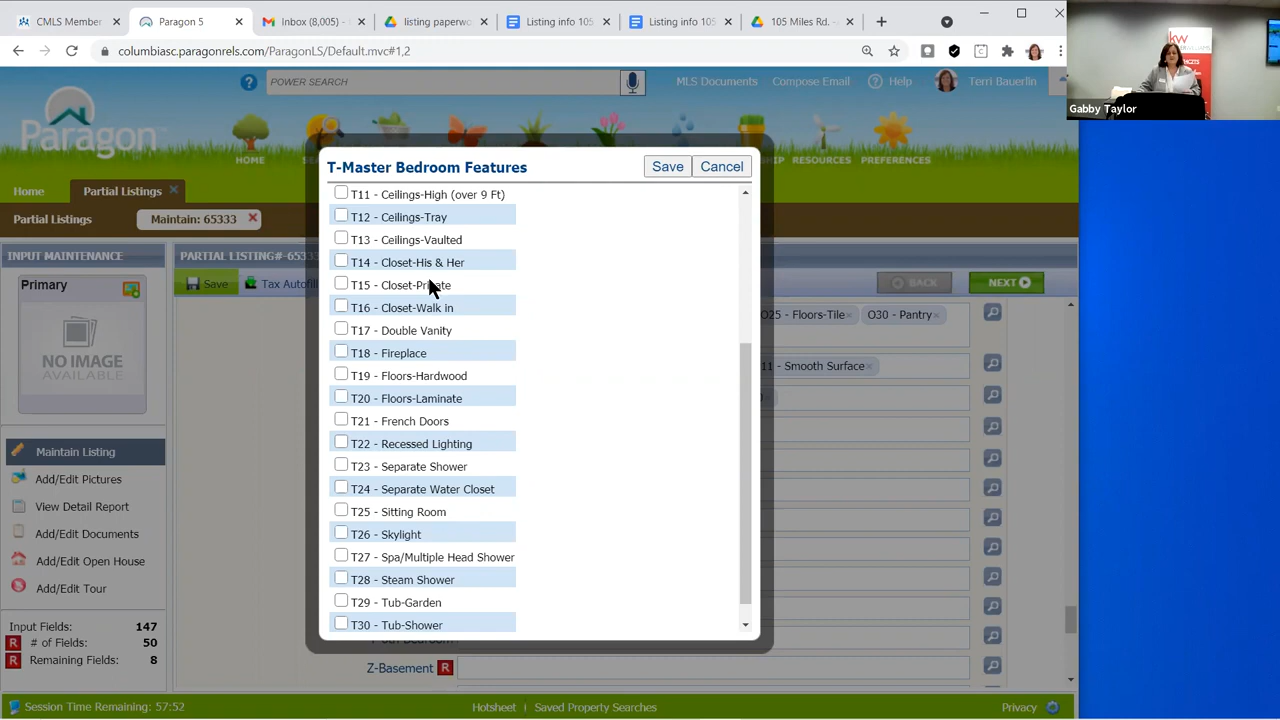 CMLS Member
Paragon 5
Inbox (8,005)
listing paperw
Listing info 105
Listing info 105
105 Miles Rd.
columbiasc.paragonrels.com/ParagonLS/Default.mvc#1,2
kw
Gabby Taylor
POWER SEARCH
MLS Documents
Compose Email
Help
Terri Bauerlin
Paragon
HOME
RESOURCES
PREFERENCES
Home
Partial Listings
Partial Listings
Maintain: 65333
INPUT MAINTENANCE
PARTIAL LISTING#-6533
Primary
NO IMAGE
AVAILABLE
Save
Tax Autofill
BACK
NEXT
T-Master Bedroom Features
Save
Cancel
T11 - Ceilings-High (over 9 Ft)
T12 - Ceilings-Tray
T13 - Ceilings-Vaulted
T14 - Closet-His & Her
T15 - Closet-Private
T16 - Closet-Walk in
T17 - Double Vanity
T18 - Fireplace
T19 - Floors-Hardwood
T20 - Floors-Laminate
T21 - French Doors
T22 - Recessed Lighting
T23 - Separate Shower
T24 - Separate Water Closet
T25 - Sitting Room
T26 - Skylight
T27 - Spa/Multiple Head Shower
T28 - Steam Shower
T29 - Tub-Garden
T30 - Tub-Shower
O25 - Floors-Tile
O30 - Pantry
11 - Smooth Surface
Z-Basement R
Maintain Listing
Add/Edit Pictures
View Detail Report
Add/Edit Documents
Add/Edit Open House
Add/Edit Tour
Input Fields: 147
R # of Fields: 50
R Remaining Fields: 8
Session Time Remaining: 57:52
Hotsheet
Saved Property Searches
Privacy